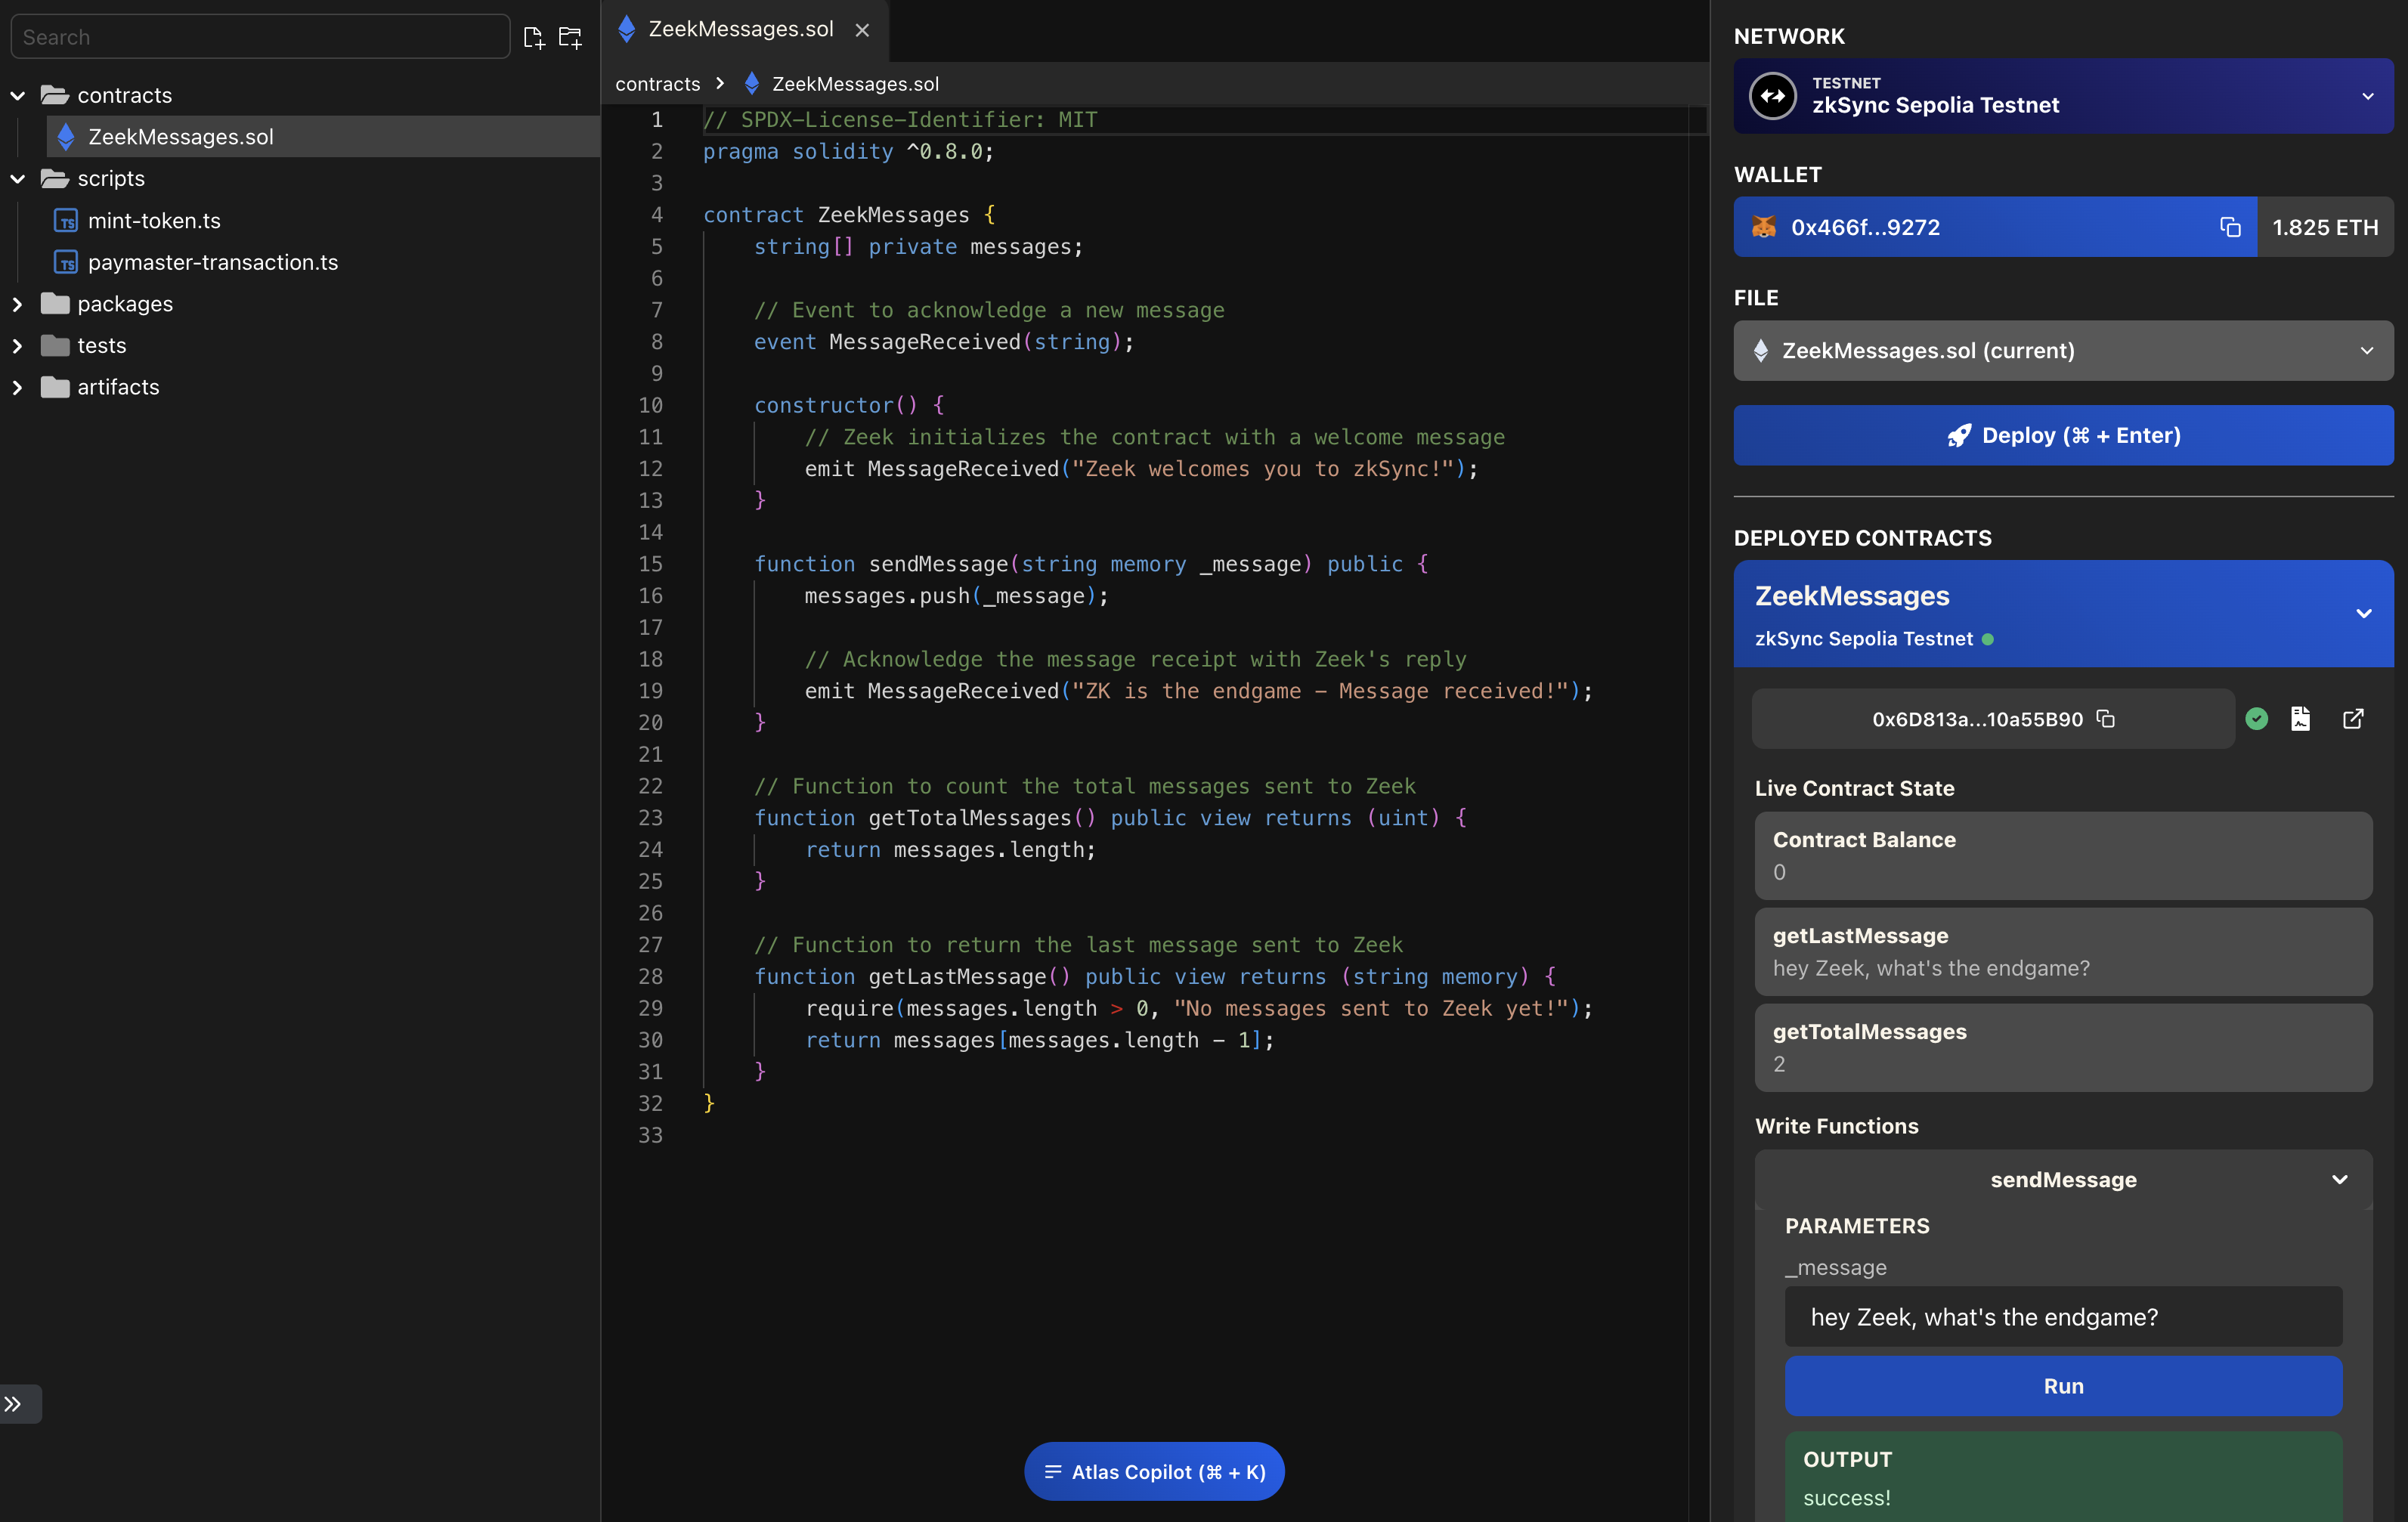 Search
contracts
ZeekMessages.sol
scripts
TS mint-token.ts
TS paymaster-transaction.ts
packages
tests
artifacts
ZeekMessages.sol
contracts > ZeekMessages.sol
1 // SPDX-License-Identifier: MIT
2 pragma solidity ^0.8.0;
3
4 contract ZeekMessages {
5 string[] private messages;
6
7 // Event to acknowledge a new message
8 event MessageReceived(string);
9
10 constructor() {
11 // Zeek initializes the contract with a welcome message
12 emit MessageReceived("Zeek welcomes you to zkSync!");
13 }
14
15 function sendMessage(string memory _message) public {
16 messages.push(_message);
17
18 // Acknowledge the message receipt with Zeek's reply
19 emit MessageReceived("ZK is the endgame – Message received!");
20 }
21
22 // Function to count the total messages sent to Zeek
23 function getTotalMessages() public view returns (uint) {
24 return messages.length;
25 }
26
27 // Function to return the last message sent to Zeek
28 function getLastMessage() public view returns (string memory) {
29 require(messages.length > 0, "No messages sent to Zeek yet!");
30 return messages[messages.length - 1];
31 }
32 }
33
Atlas Copilot (⌘ + K)
NETWORK
TESTNET
zkSync Sepolia Testnet
WALLET
0x466f...9272
1.825 ETH
FILE
ZeekMessages.sol (current)
Deploy (⌘ + Enter)
DEPLOYED CONTRACTS
ZeekMessages
zkSync Sepolia Testnet
0x6D813a...10a55B90
Live Contract State
Contract Balance
0
getLastMessage
hey Zeek, what's the endgame?
getTotalMessages
2
Write Functions
sendMessage
PARAMETERS
_message
hey Zeek, what's the endgame?
Run
OUTPUT
success!